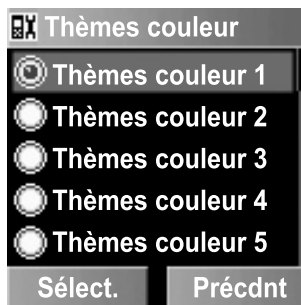 Thèmes couleur
Thèmes couleur 1
Thèmes couleur 2
Thèmes couleur 3
Thèmes couleur 4
Thèmes couleur 5
Sélect. Précdnt